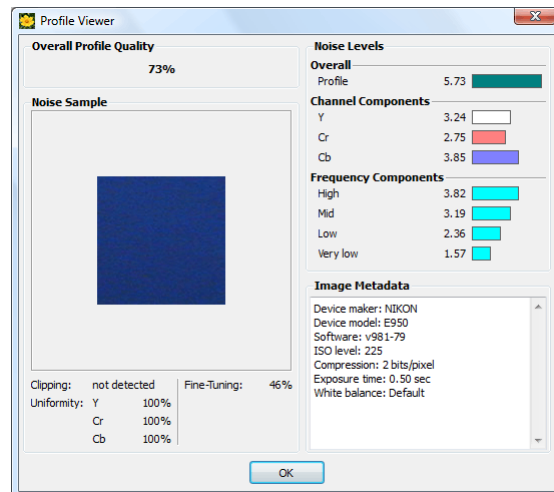 Profile Viewer
Overall Profile Quality
73%
Noise Sample
Clipping: not detected
Uniformity: Y 100%
Cr 100%
Cb 100%
Fine-Tuning: 46%
Noise Levels
Overall
Profile 5.73
Channel Components
Y 3.24
Cr 2.75
Cb 3.85
Frequency Components
High 3.82
Mid 3.19
Low 2.36
Very low 1.57
Image Metadata
Device maker: NIKON
Device model: E950
Software: v981-79
ISO level: 225
Compression: 2 bits/pixel
Exposure time: 0.50 sec
White balance: Default
OK